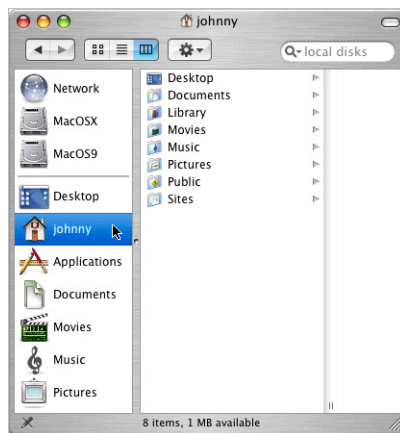 johnny
local disks
Network
MacOSX
MacOS9
Desktop
johnny
Applications
Documents
Movies
Music
Pictures
Desktop
Documents
Library
Movies
Music
Pictures
Public
Sites
8 items, 1 MB available